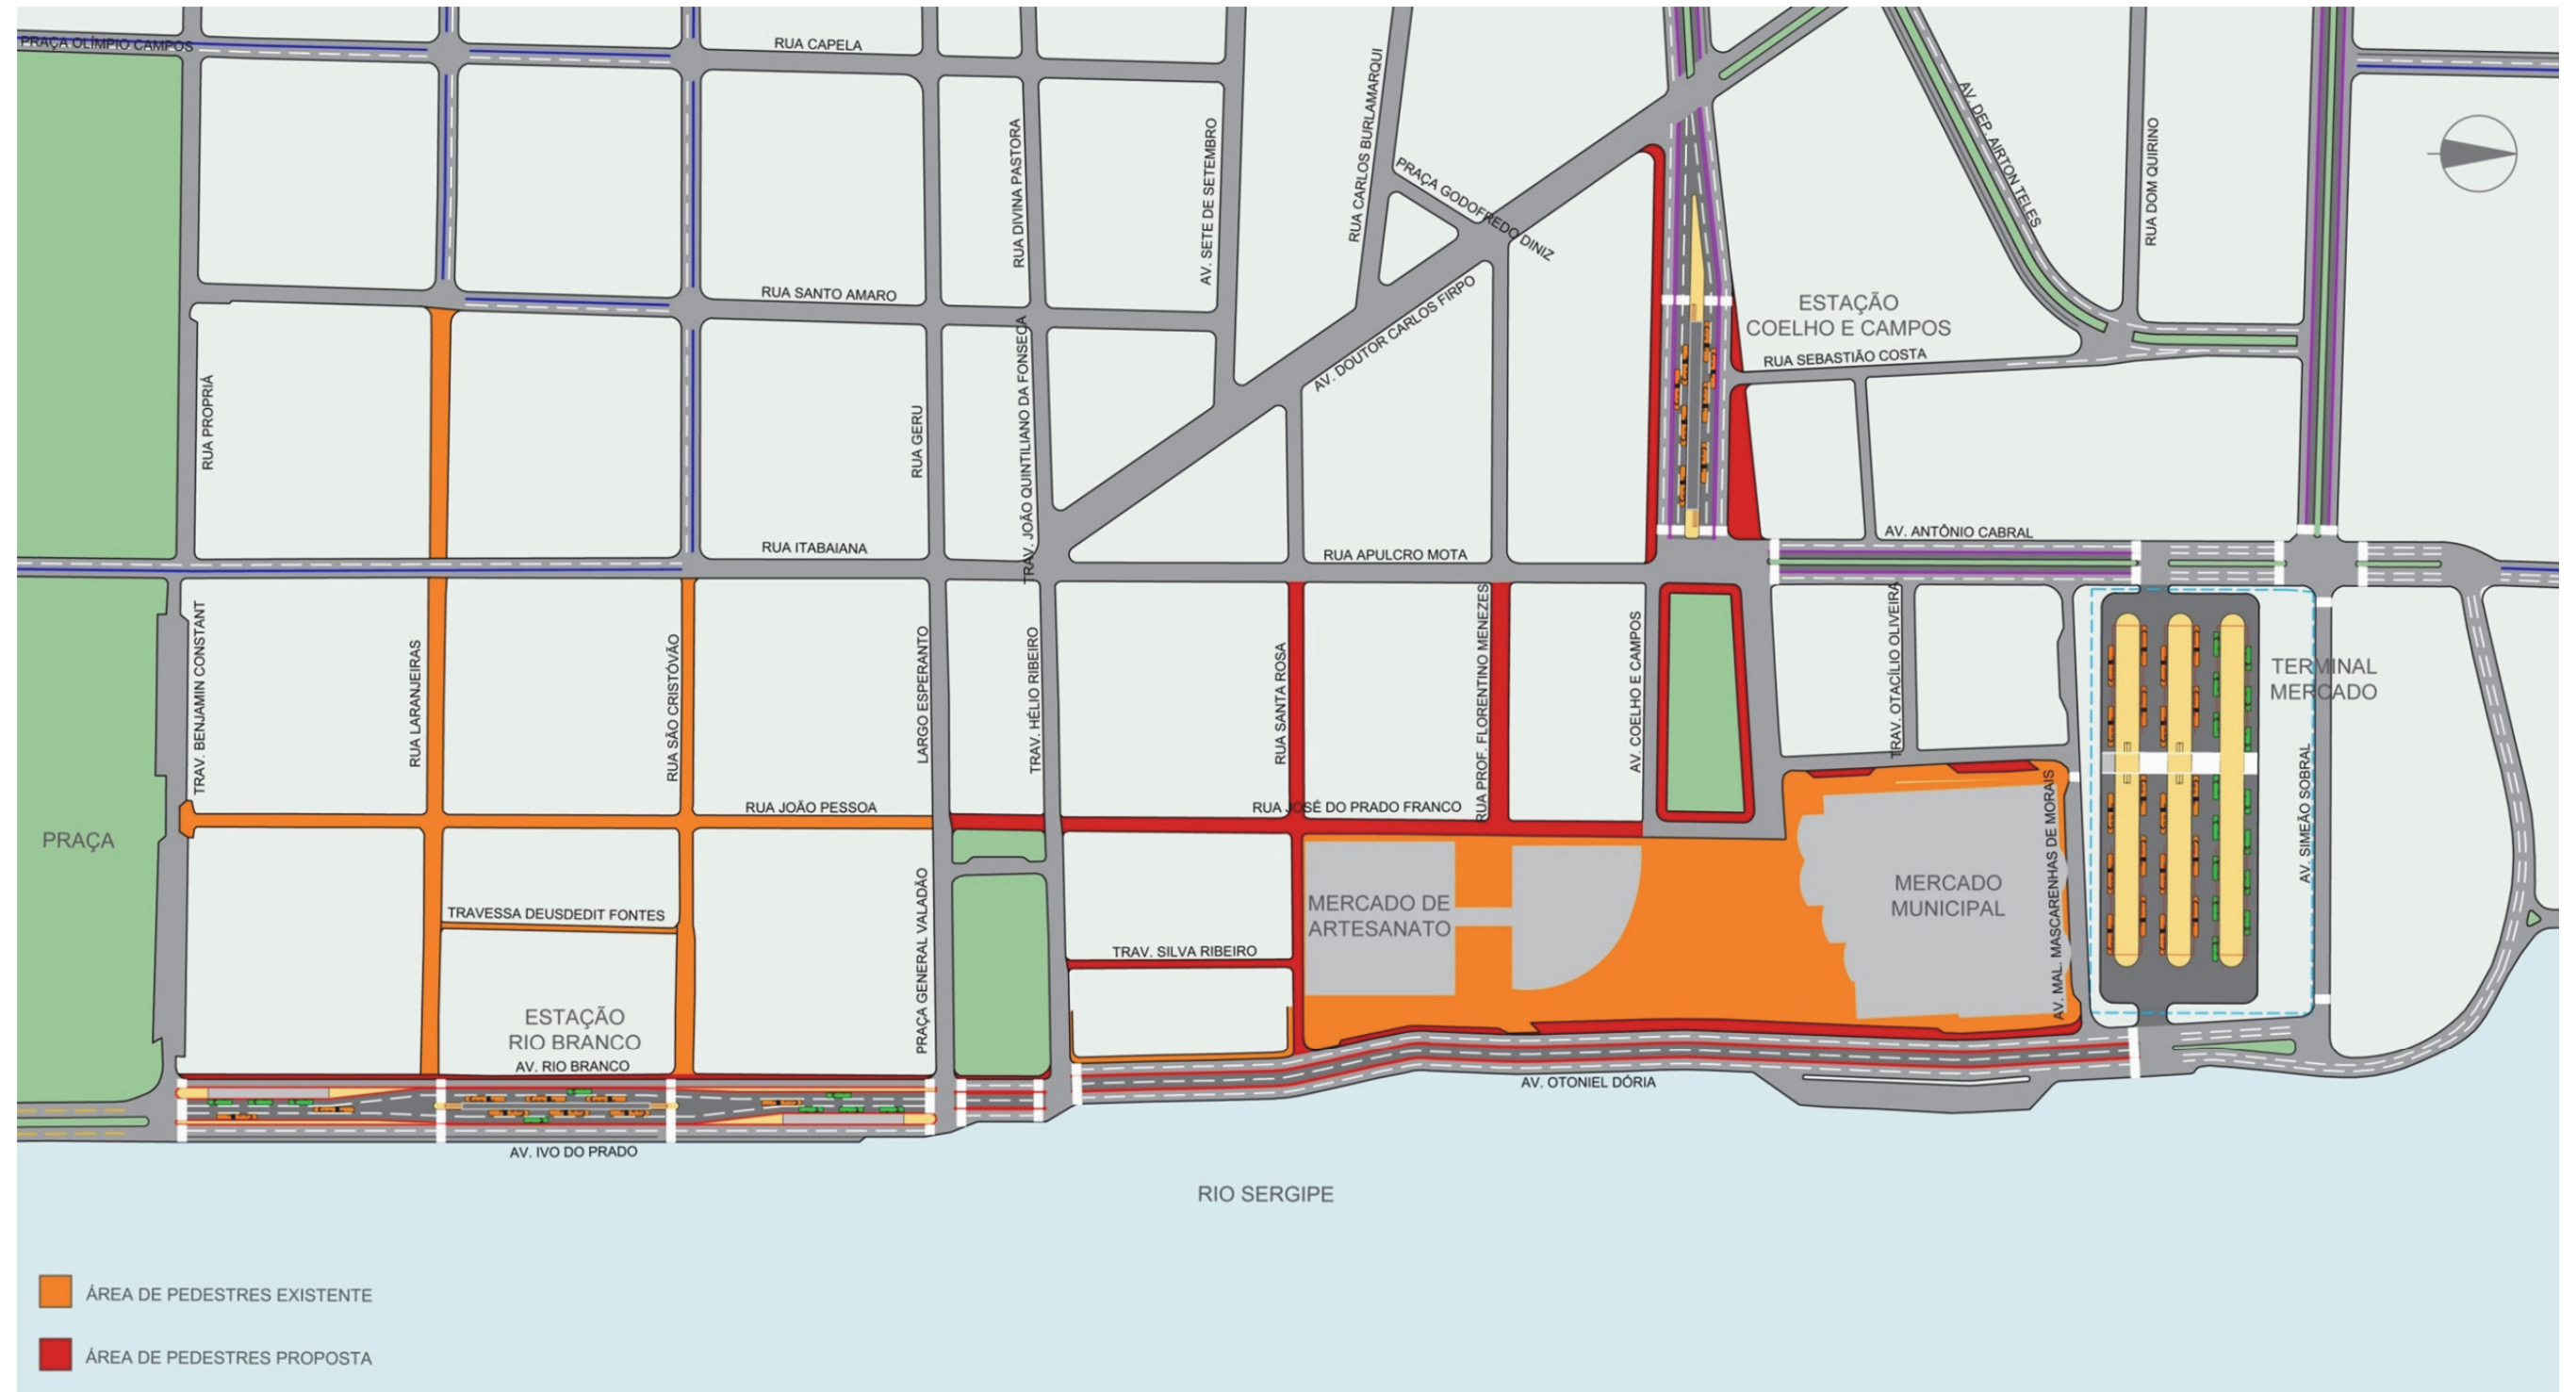 PRAÇA OLÍMPIO CAMPOS
RUA CAPELA
RUA CARLOS BURLAMARQUI
AV. DEP. AIRTON TELES
RUA DOM QUIRINO
RUA DIVINA PASTORA
AV. SETE DE SETEMBRO
PRAÇA GODOFREDO DINIZ
RUA SANTO AMARO
AV. DOUTOR CARLOS FIRPO
ESTAÇÃO
COELHO E CAMPOS
RUA SEBASTIÃO COSTA
RUA PROPRIÁ
RUA GERU
TRAV. JOÃO QUINTILIANO DA FONSECA
RUA ITABAIANA
RUA APULCRO MOTA
AV. ANTÔNIO CABRAL
TRAV. BENJAMIN CONSTANT
RUA LARANJEIRAS
RUA SÃO CRISTÓVÃO
LARGO ESPERANTO
TRAV. HÉLIO RIBEIRO
RUA SANTA ROSA
RUA PROF. FLORENTINO MENEZES
AV. COELHO E CAMPOS
TRAV. OTACÍLIO OLIVEIRA
TERMINAL
MERCADO
AV. SIMEÃO SOBRAL
PRAÇA
RUA JOÃO PESSOA
RUA JOSÉ DO PRADO FRANCO
AV. MAL. MASCARENHAS DE MORAIS
MERCADO DE
ARTESANATO
MERCADO
MUNICIPAL
TRAVESSA DEUSDEDIT FONTES
PRAÇA GENERAL VALADÃO
TRAV. SILVA RIBEIRO
ESTAÇÃO
RIO BRANCO
AV. RIO BRANCO
AV. OTONIEL DÓRIA
AV. IVO DO PRADO
RIO SERGIPE
ÁREA DE PEDESTRES EXISTENTE
ÁREA DE PEDESTRES PROPOSTA